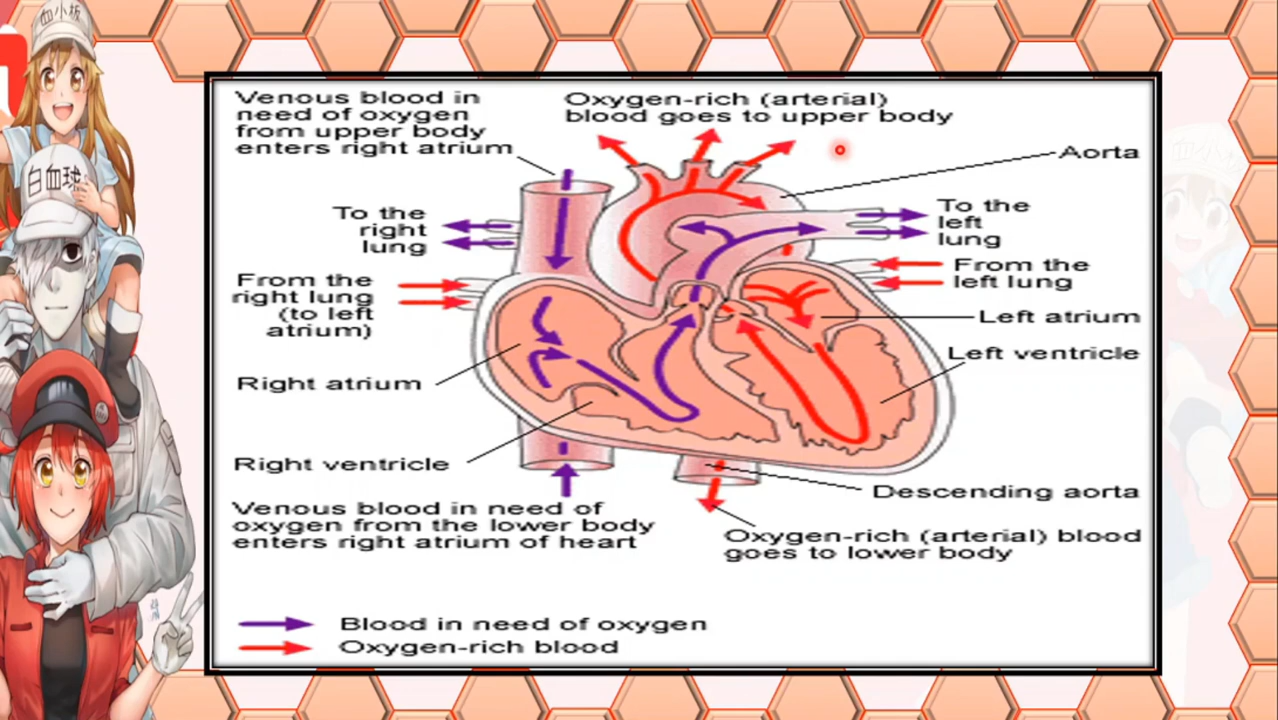 血小板
白血球
Venous blood in
need of oxygen
from upper body
enters right atrium
Oxygen-rich (arterial)
blood goes to upper body
Aorta
To the
right
lung
To the
left
lung
From the
right lung
(to left
atrium)
From the
left lung
Left atrium
Left ventricle
Right atrium
Right ventricle
Descending aorta
Venous blood in need of
oxygen from the lower body
enters right atrium of heart
Oxygen-rich (arterial) blood
goes to lower body
Blood in need of oxygen
Oxygen-rich blood